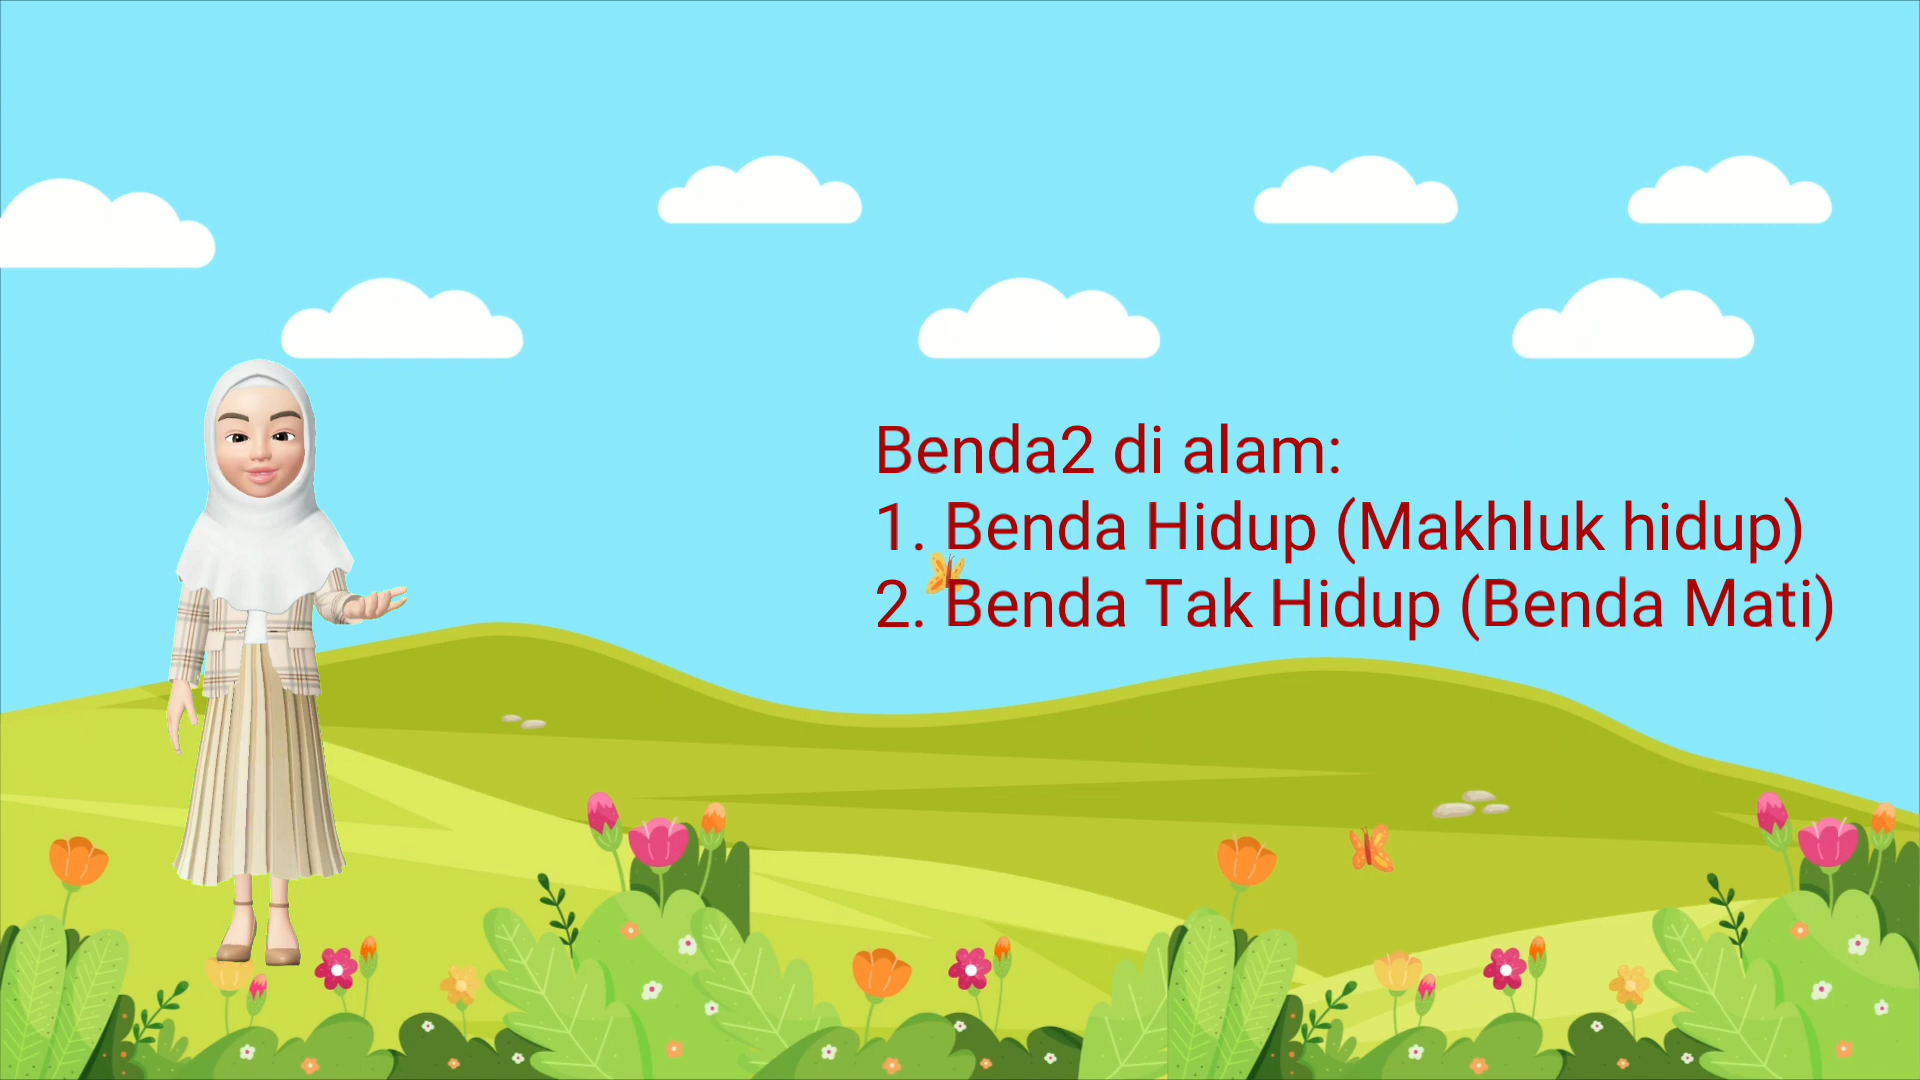 Benda2 di alam:
1. Benda Hidup (Makhluk hidup)
2. Benda Tak Hidup (Benda Mati)